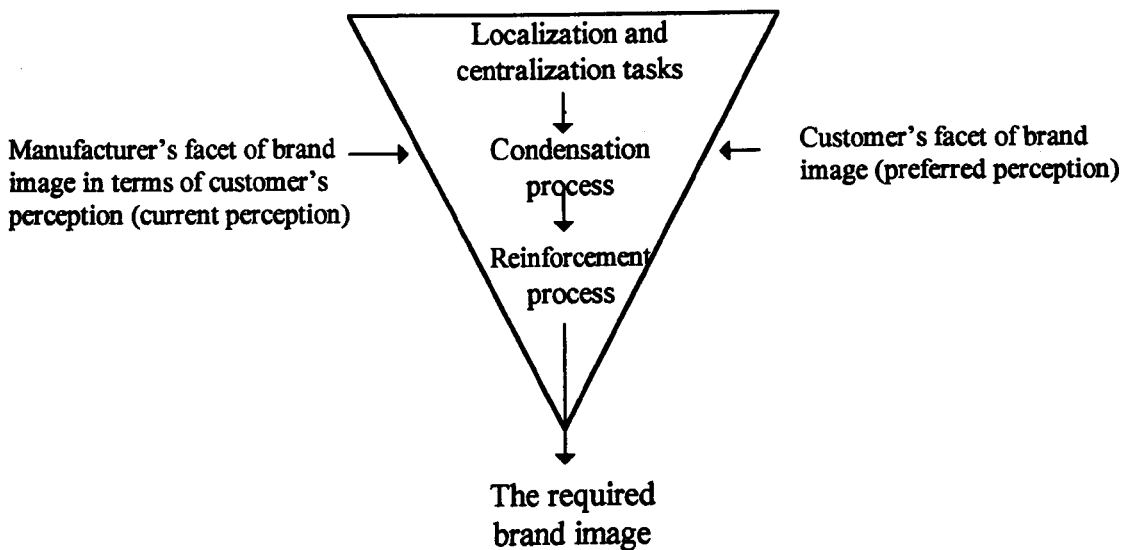 Localization and
centralization tasks
Manufacturer's facet of brand
image in terms of customer's
perception (current perception)
Condensation
process
Customer's facet of brand
image (preferred perception)
Reinforcement
process
The required
brand image